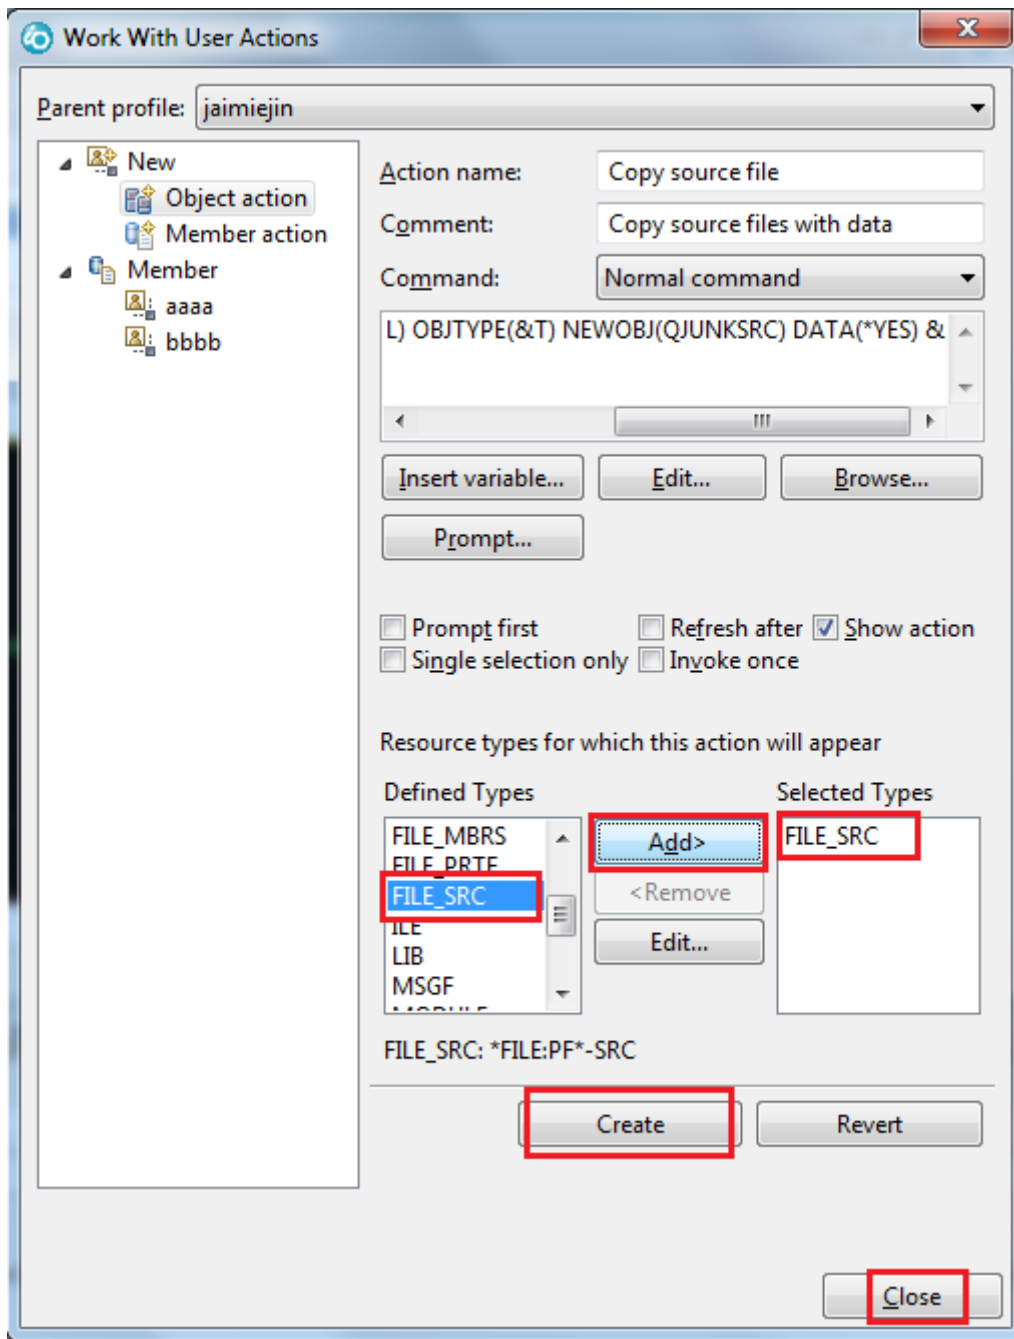 Work With User Actions
Parent profile: jaimiejin
New
Object action
Member action
Member
aaaa
bbbb
Action name: Copy source file
Comment: Copy source files with data
Command: Normal command
L) OBJTYPE(&T) NEWOBJ(QJUNKSRC) DATA(*YES) &
Insert variable... Edit... Browse...
Prompt...
Prompt first Refresh after Show action
Single selection only Invoke once
Resource types for which this action will appear
Defined Types Selected Types
FILE_MBRS
FILE_PRTF
FILE_SRC
ILE
LIB
MSGF
MODULE
Add>
<Remove
Edit...
FILE_SRC
FILE_SRC: *FILE:PF*-SRC
Create Revert
Close